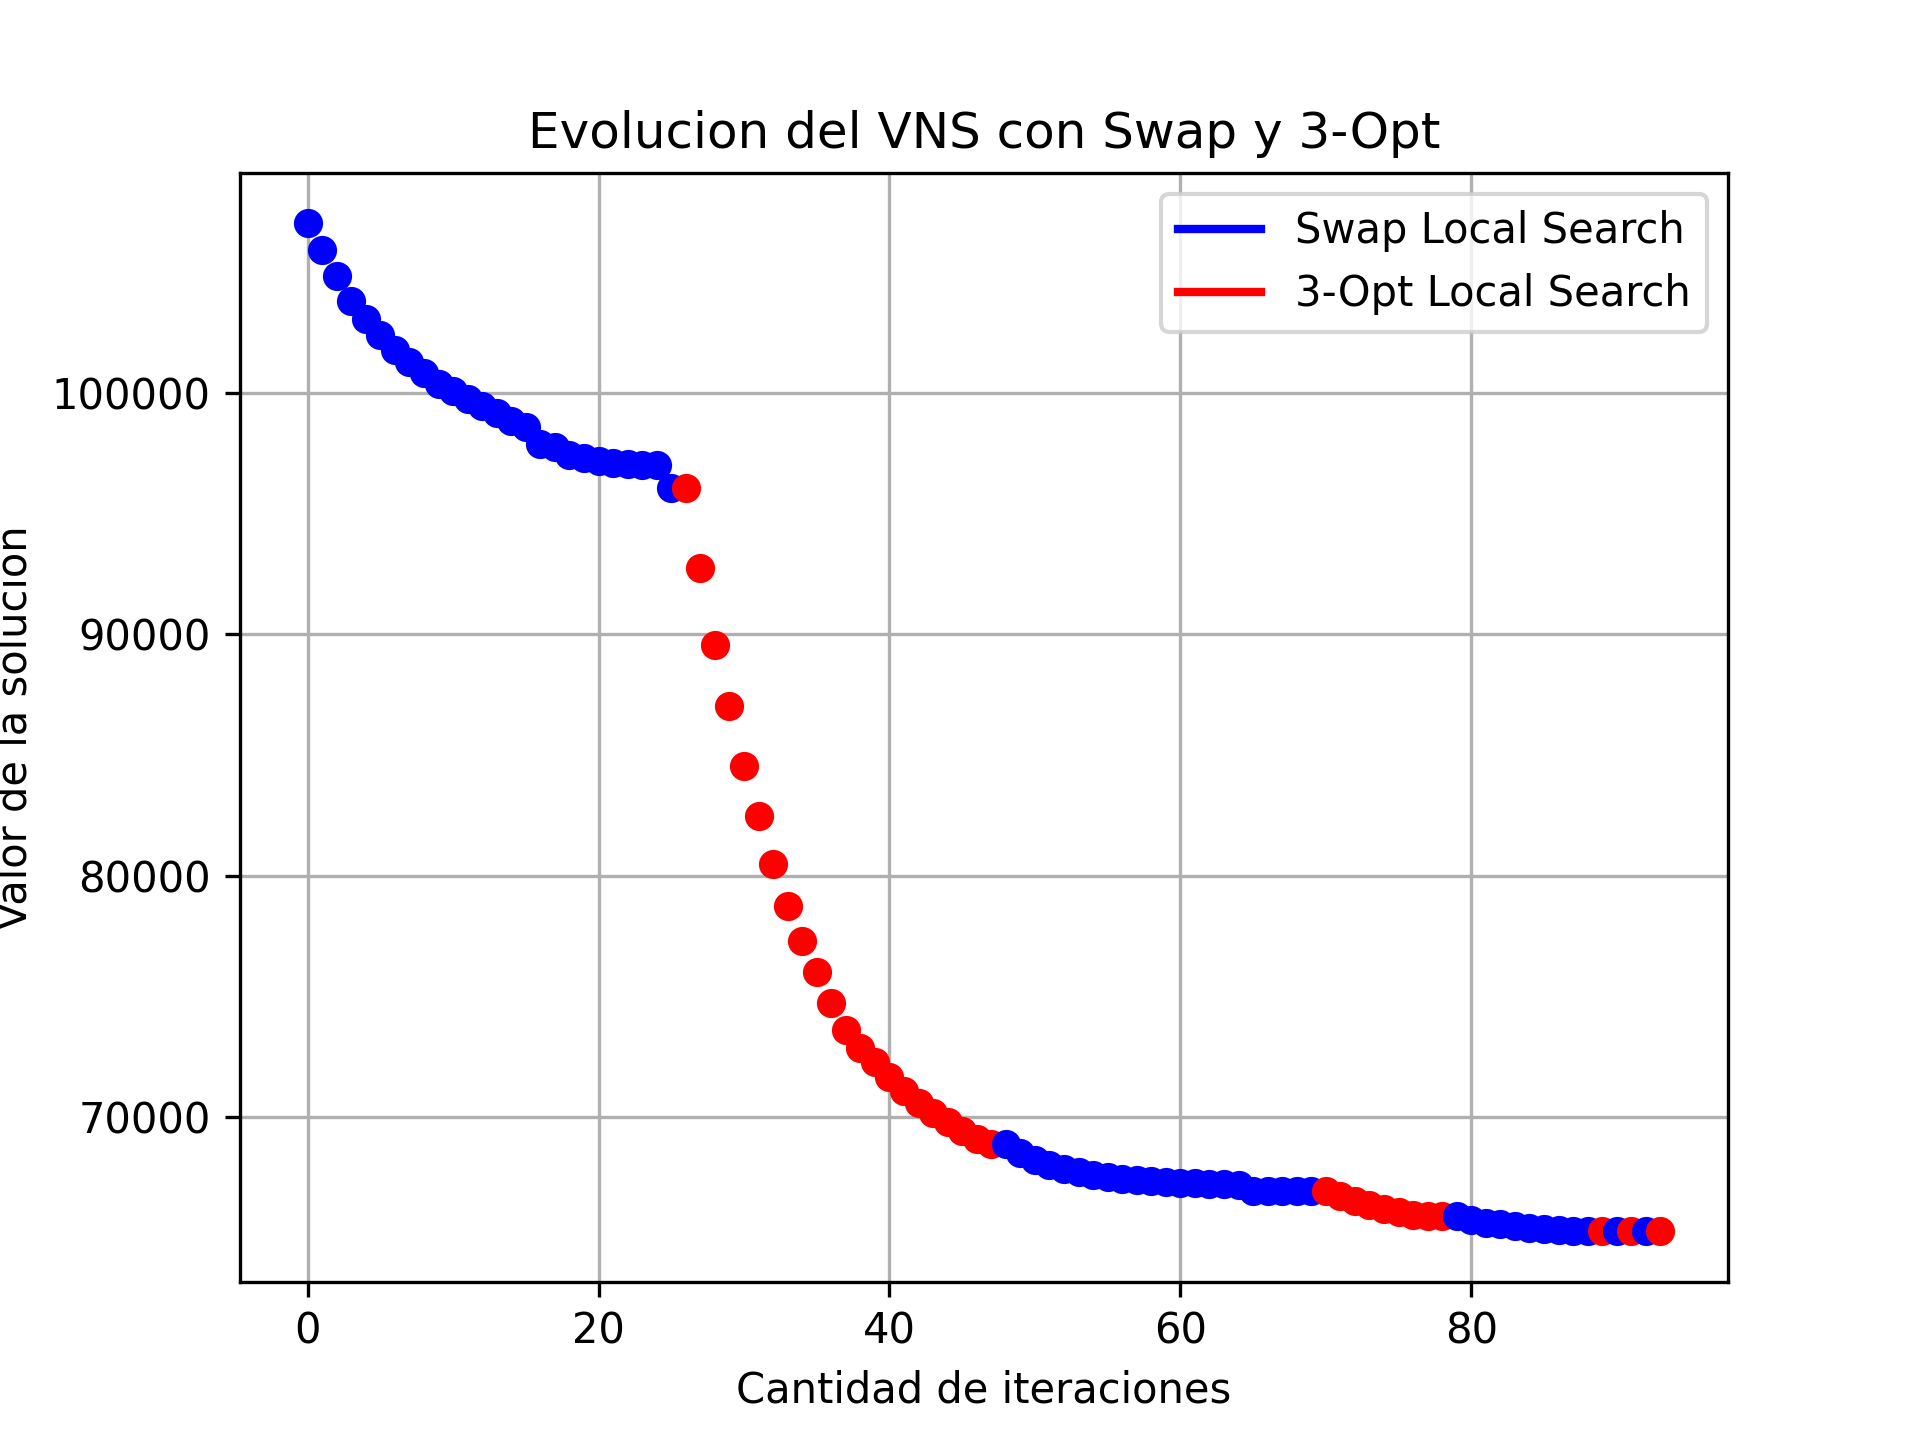 Evolucion del VNS con Swap y 3-Opt
Swap Local Search
3-Opt Local Search
100000
90000
80000
70000
Valor de la solucion
0 20 40 60 80
Cantidad de iteraciones